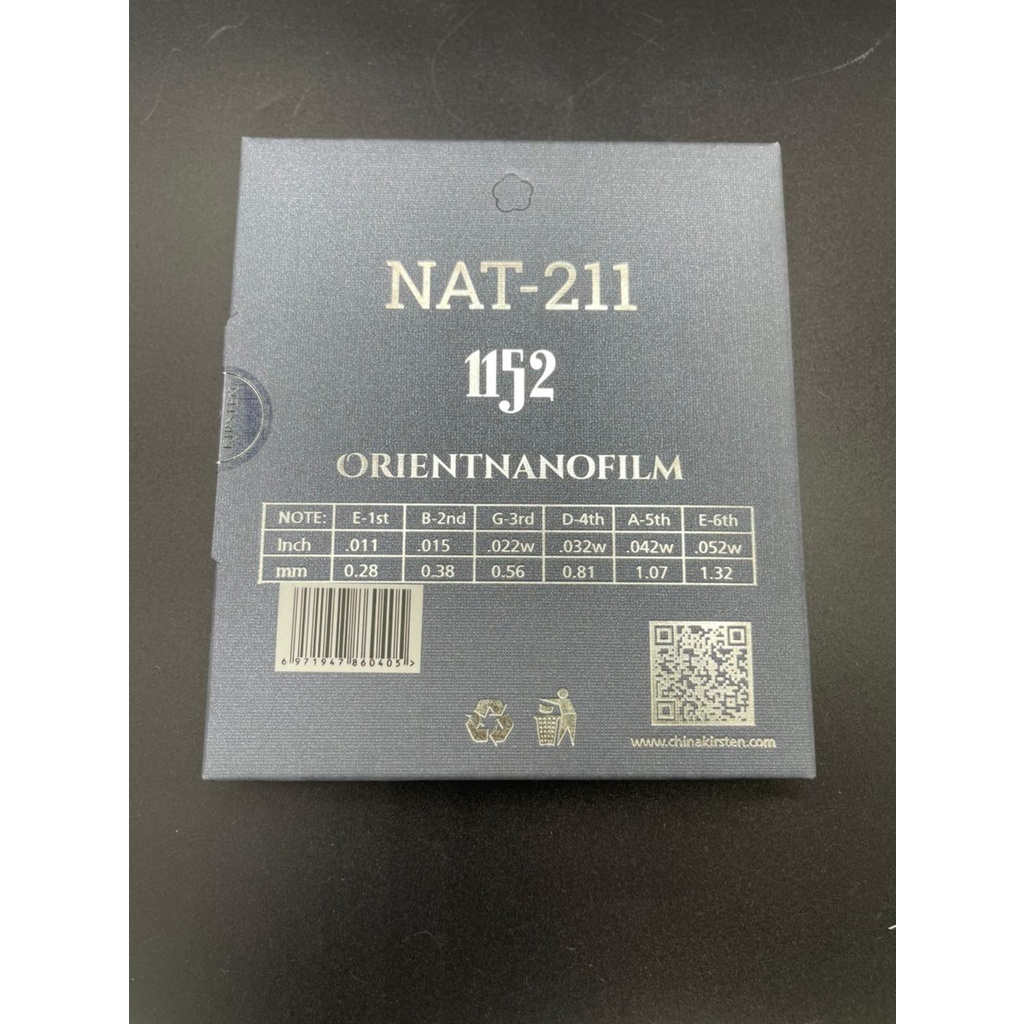 NAT-211
1152
ORIENTNANOFILM
NOTE: E-1st B-2nd G-3rd D-4th A-5th E-6th
Inch .011 .015 .022w .032w .042w .052w
mm 0.28 0.38 0.56 0.81 1.07 1.32
KIRSTEN
6 971947 860405 >
www.chinakirsten.com